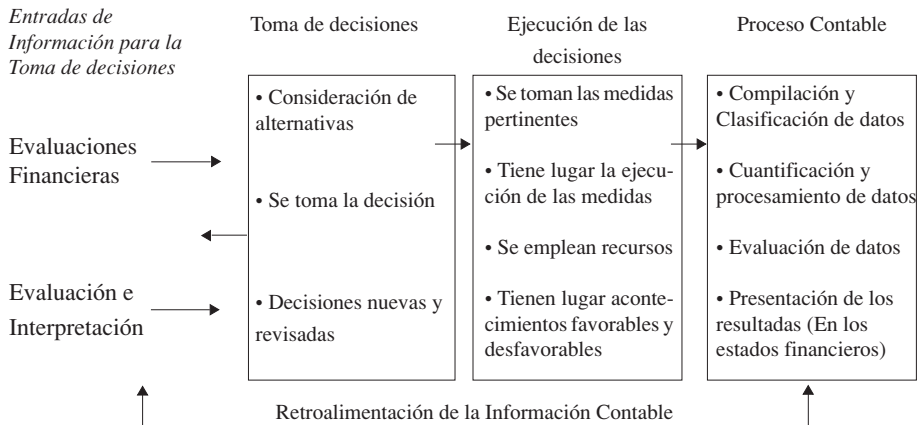 Entradas de
Información para la
Toma de decisiones
Evaluaciones
Financieras
Evaluación e
Interpretación
Toma de decisiones
• Consideración de
alternativas
• Se toma la decisión
• Decisiones nuevas y
revisadas
Ejecución de las
decisiones
• Se toman las medidas
pertinentes
• Tiene lugar la ejecu-
ción de las medidas
• Se emplean recursos
• Tienen lugar aconte-
cimientos favorables y
desfavorables
Proceso Contable
• Compilación y
Clasificación de datos
• Cuantificación y
procesamiento de datos
• Evaluación de datos
• Presentación de los
resultadas (En los
estados financieros)
Retroalimentación de la Información Contable